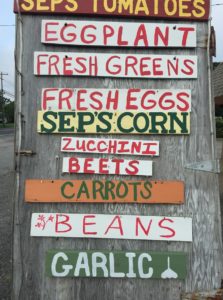 SEPS TOMATOES
EGGPLANT
FRESH GREENS
FRESH EGGS
SEP'S CORN
ZUCCHINI
BEETS
CARROTS
BEANS
GARLIC